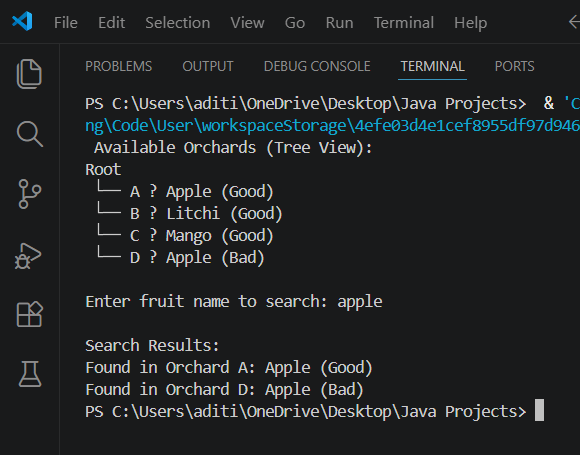 File Edit Selection View Go Run Terminal Help
PROBLEMS OUTPUT DEBUG CONSOLE TERMINAL PORTS
PS C:\Users\aditi\OneDrive\Desktop\Java Projects>  & 'C
ng\Code\User\workspaceStorage\4efe03d4e1cef8955df97d946
 Available Orchards (Tree View):
Root
 └── A ? Apple (Good)
 └── B ? Litchi (Good)
 └── C ? Mango (Good)
 └── D ? Apple (Bad)
Enter fruit name to search: apple
Search Results:
Found in Orchard A: Apple (Good)
Found in Orchard D: Apple (Bad)
PS C:\Users\aditi\OneDrive\Desktop\Java Projects>